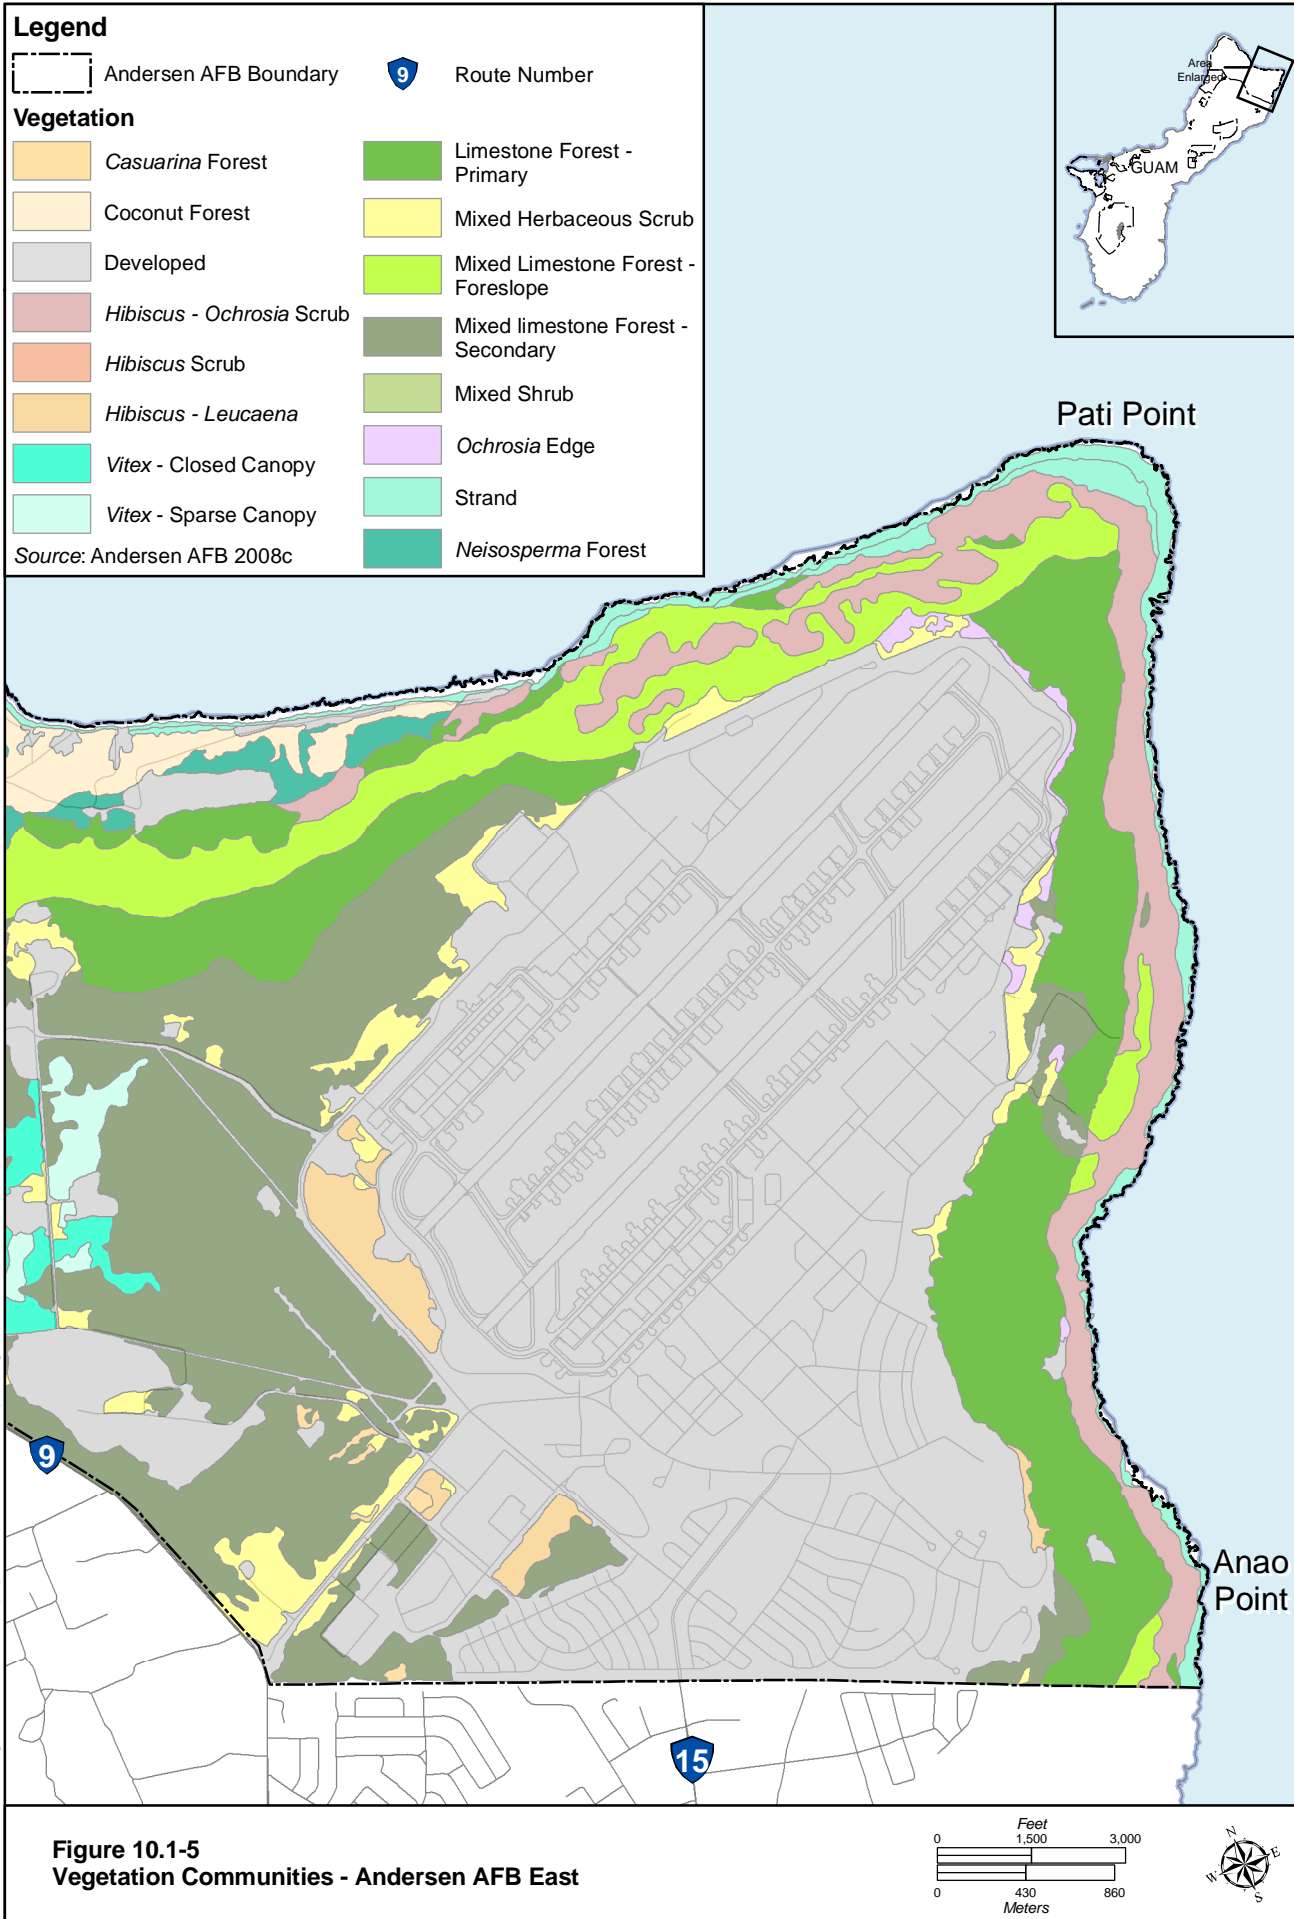 Legend
Andersen AFB Boundary
9
Route Number
Vegetation
Casuarina Forest
Coconut Forest
Developed
Hibiscus - Ochrosia Scrub
Hibiscus Scrub
Hibiscus - Leucaena
Vitex - Closed Canopy
Vitex - Sparse Canopy
Source: Andersen AFB 2008c
Limestone Forest -
Primary
Mixed Herbaceous Scrub
Mixed Limestone Forest -
Foreslope
Mixed limestone Forest -
Secondary
Mixed Shrub
Ochrosia Edge
Strand
Neisosperma Forest
Area
Enlarged
GUAM
Pati Point
9
Anao
Point
15
Figure 10.1-5
Vegetation Communities - Andersen AFB East
Feet
0 1,500 3,000
0 430 860
Meters
N
E
W
S